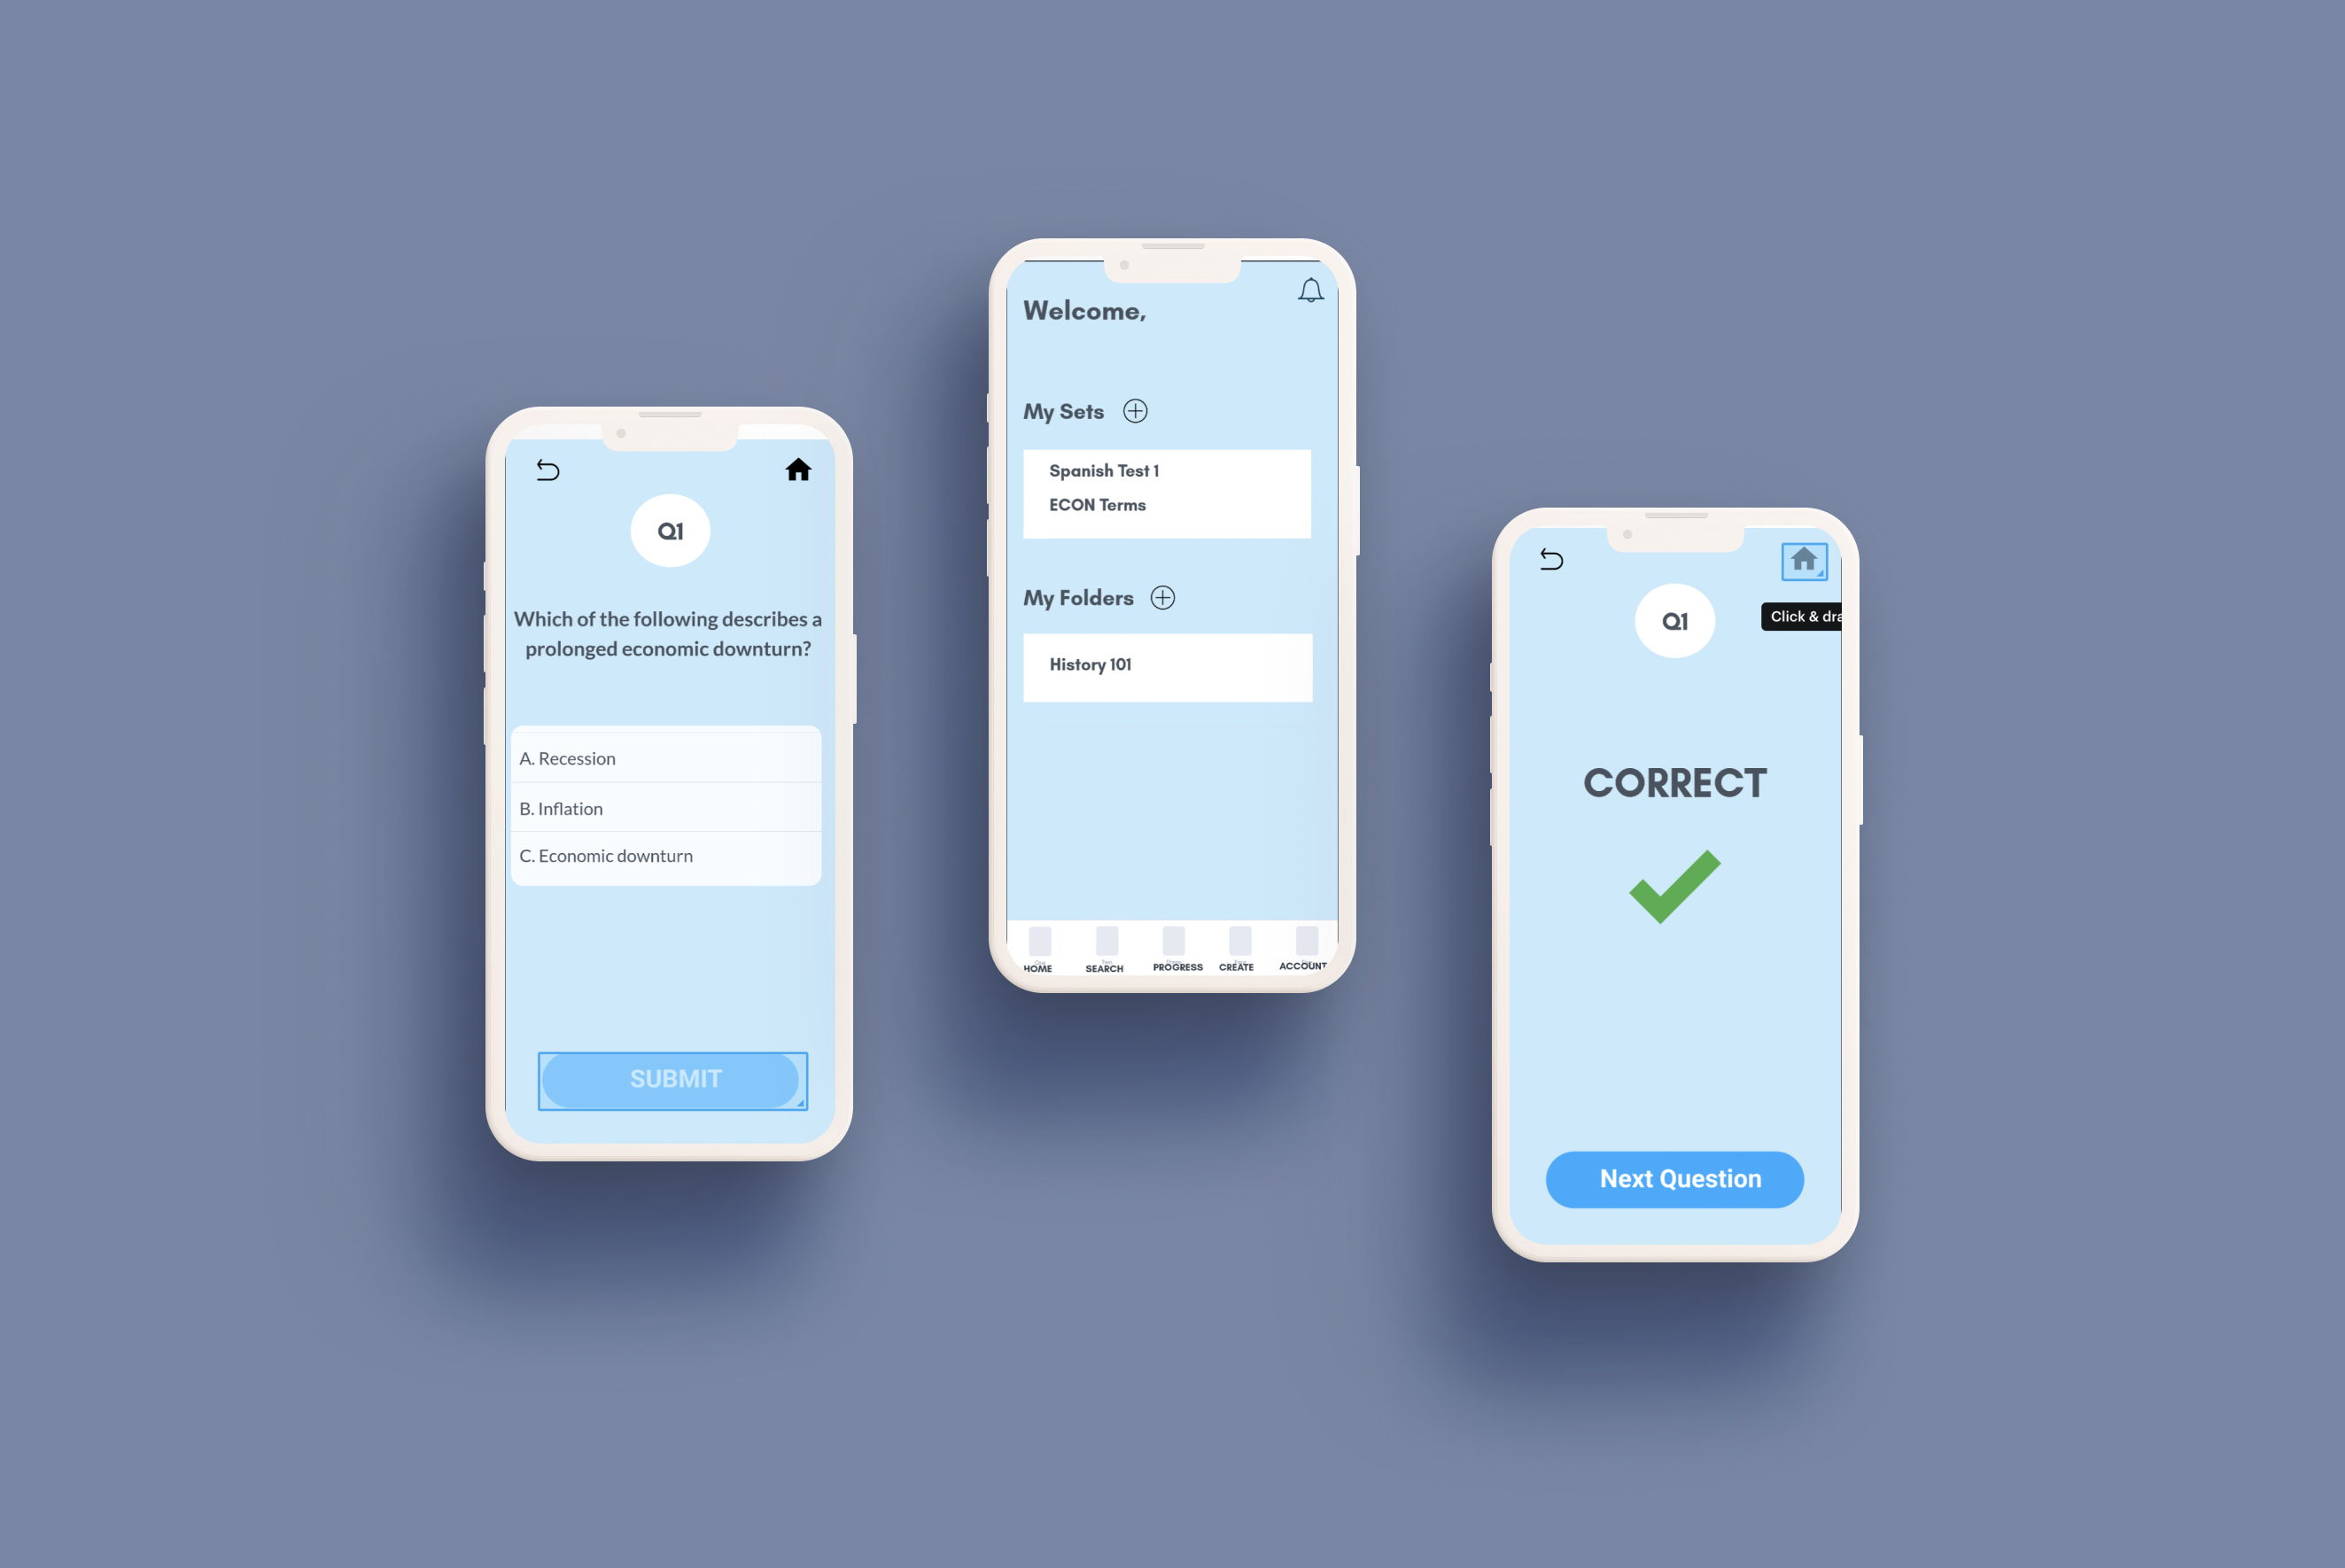 Q1
Which of the following describes a
prolonged economic downturn?
A. Recession
B. Inflation
C. Economic downturn
SUBMIT
Welcome,
My Sets
Spanish Test 1
ECON Terms
My Folders
History 101
HOME SEARCH PROGRESS CREATE ACCOUNT
Q1
Click & dra
CORRECT
Next Question